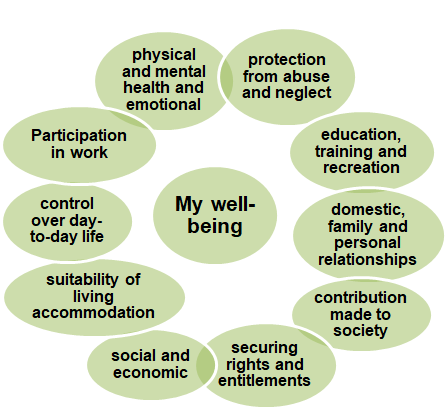 physical
and mental
health and
emotional
protection
from abuse
and neglect
education,
training and
recreation
domestic,
family and
personal
relationships
contribution
made to
society
securing
rights and
entitlements
social and
economic
suitability of
living
accommodation
control
over day-
to-day life
Participation
in work
My well-
being